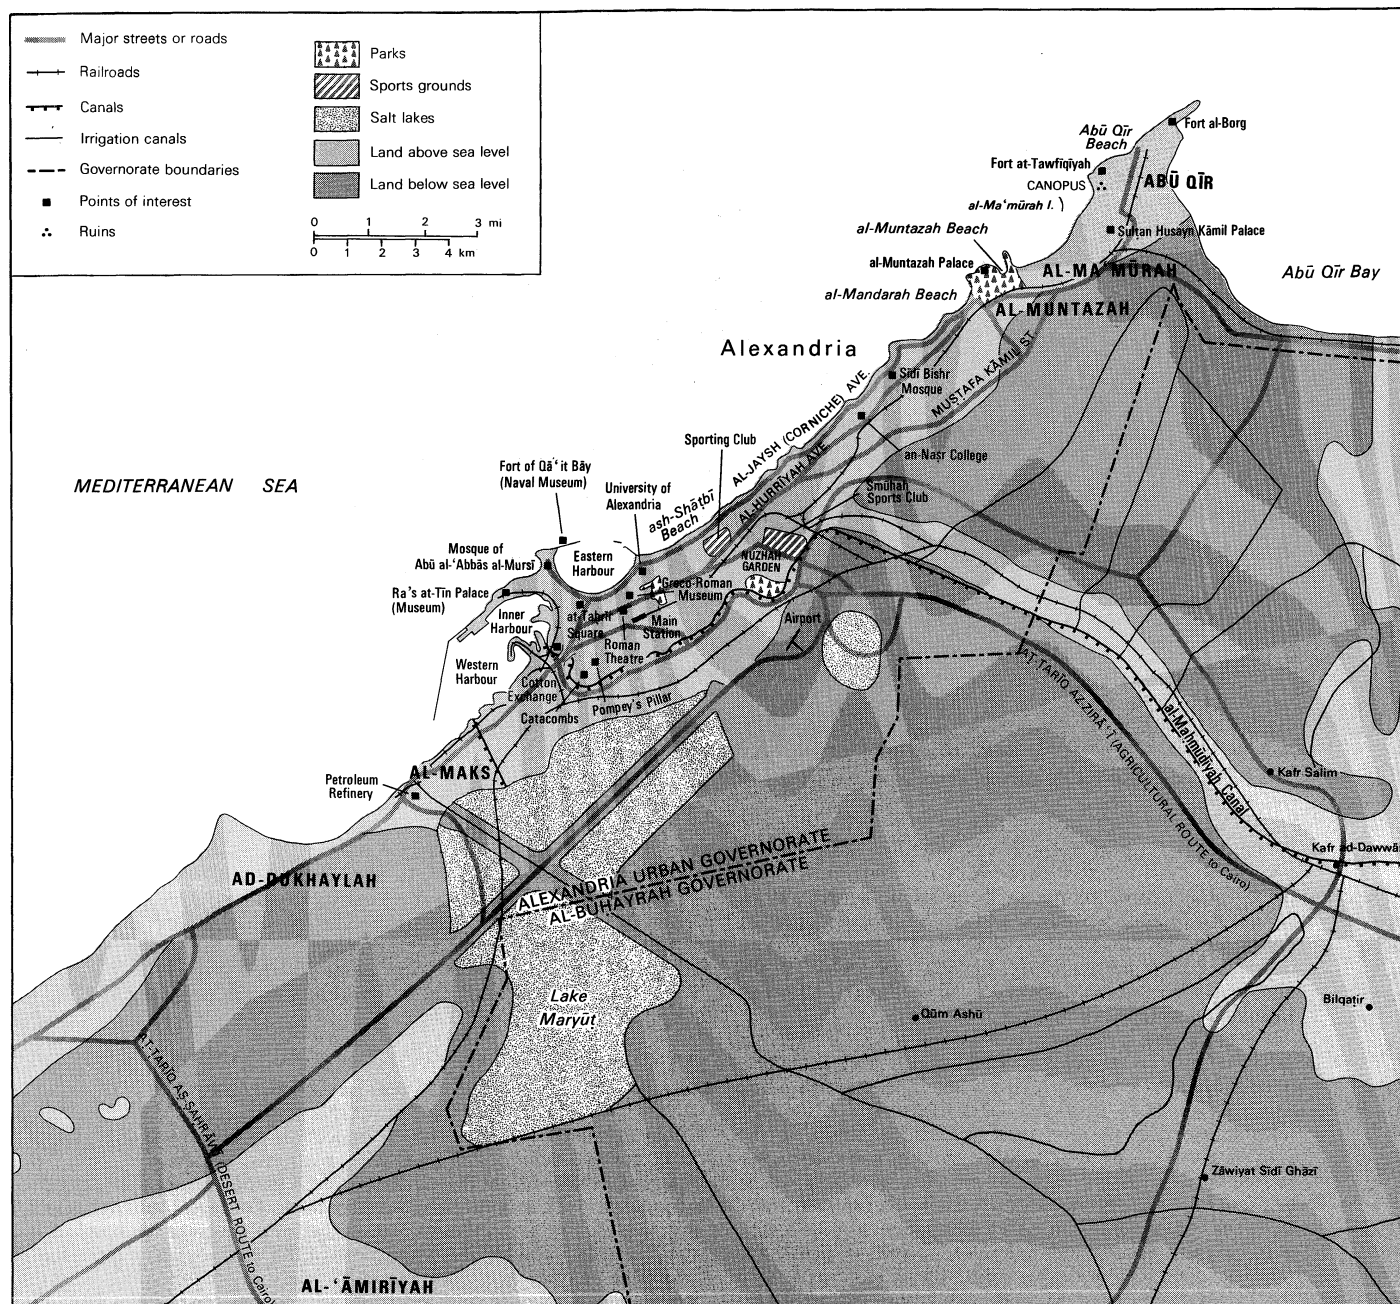 Major streets or roads
Railroads
Canals
Irrigation canals
Governorate boundaries
Points of interest
Ruins
Parks
Sports grounds
Salt lakes
Land above sea level
Land below sea level
0 1 2 3 mi
0 1 2 3 4 km
Fort al-Borg
Abū Qīr
Beach
Fort at-Tawfīqīyah
CANOPUS
ABŪ QĪR
al-Ma‘mūrah I.
al-Muntazah Beach
Sultan Husayn Kāmil Palace
al-Muntazah Palace
AL-MA‘MŪRAH
Abū Qīr Bay
al-Mandarah Beach
AL-MUNTAZAH
Alexandria
MUSTAFA KĀMIL ST.
Sīdī Bishr
Mosque
AL-JAYSH (CORNICHE) AVE.
Sporting Club
AL-HURRĪYAH AVE.
an-Nasr College
Fort of Qā’it Bāy
(Naval Museum)
University of
Alexandria
MEDITERRANEAN SEA
ash-Shāṭbī
Beach
Smūhah
Sports Club
Mosque of
Abū al-‘Abbās al-Mursī
Eastern
Harbour
NUZHAH
GARDEN
Ra’s at-Tīn Palace
(Museum)
Greco-Roman
Museum
Inner
Harbour
at-Tahrīr
Square
Main
Station
Airport
Roman
Theatre
Western
Harbour
Cotton
Exchange
Catacombs
Pompey's Pillar
AT-TARĪQ AZ-ZIRĀ‘Ī (AGRICULTURAL ROUTE to Cairo)
al-Mahmūdīyah Canal
AL-MAKS
Petroleum
Refinery
Kafr Salim
ALEXANDRIA URBAN GOVERNORATE
AL-BUHAYRAH GOVERNORATE
Kafr ad-Dawwā
AD-DUKHAYLAH
Lake
Maryūt
Bilqaṭir
Qūm Ashū
AT-TARĪQ AS-SAHRĀWĪ (DESERT ROUTE to Cairo)
Zāwiyat Sīdī Ghāzī
AL-‘ĀMIRĪYAH